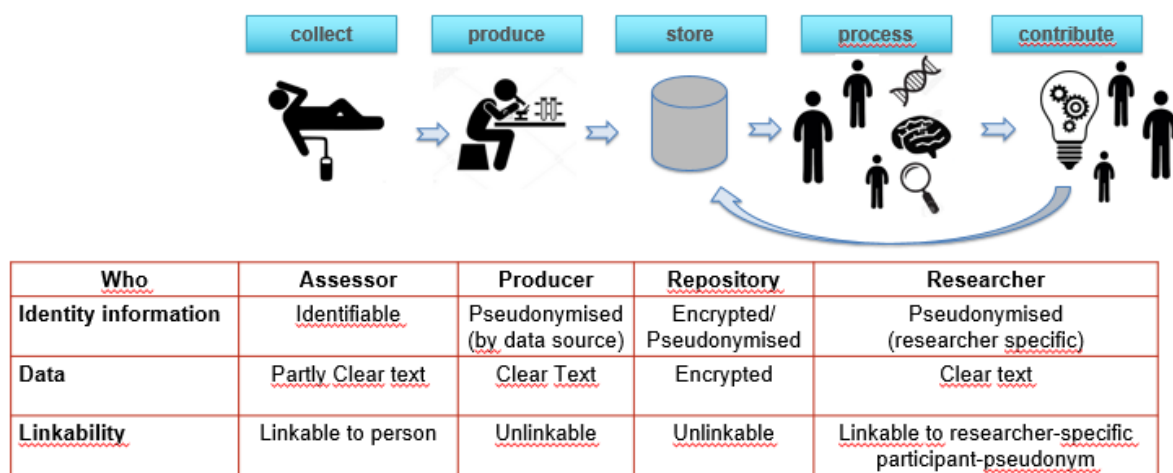 collect produce store process contribute
Who Assessor Producer Repository Researcher
Identity information Identifiable Pseudonymised Encrypted/ Pseudonymised
(by data source) Pseudonymised (researcher specific)
Data Partly Clear text Clear Text Encrypted Clear text
Linkability Linkable to person Unlinkable Unlinkable Linkable to researcher-specific
participant-pseudonym